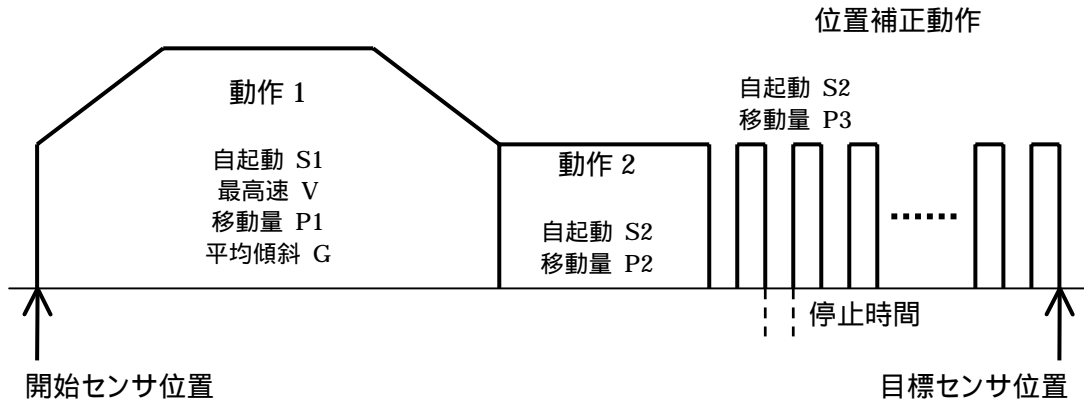 位置補正動作
動作 1
自起動 S1
最高速 V
移動量 P1
平均傾斜 G
動作 2
自起動 S2
移動量 P2
自起動 S2
移動量 P3
停止時間
開始センサ位置
目標センサ位置